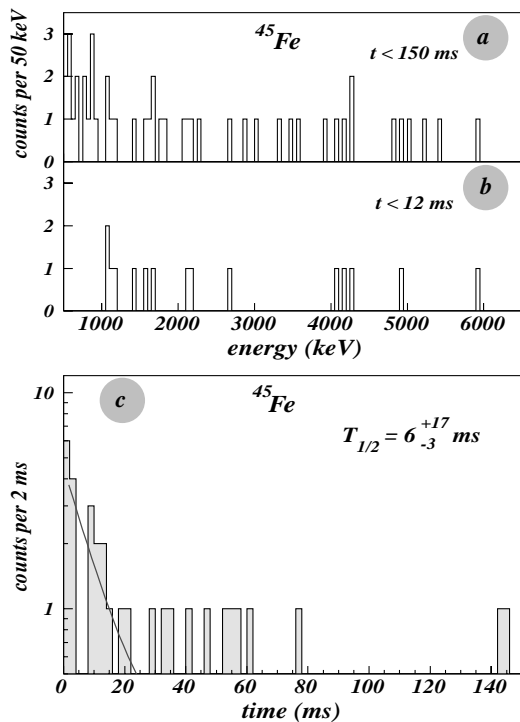 ⁴⁵Fe
a
t < 150 ms
counts per 50 keV
3
2
1
0
b
t < 12 ms
3
2
1
0
1000 2000 3000 4000 5000 6000
energy (keV)
c
⁴⁵Fe
T₁/₂ = 6 ⁺¹⁷₋₃ ms
counts per 2 ms
10
1
0 20 40 60 80 100 120 140
time (ms)